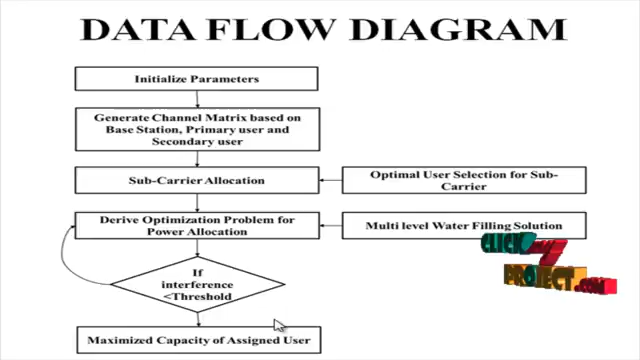 DATA FLOW DIAGRAM
Initialize Parameters
Generate Channel Matrix based on
Base Station, Primary user and
Secondary user
Sub-Carrier Allocation
Optimal User Selection for Sub-
Carrier
Derive Optimization Problem for
Power Allocation
Multi level Water Filling Solution
If
interference
<Threshold
Maximized Capacity of Assigned User
CLICK
MY
PROJECT.COM